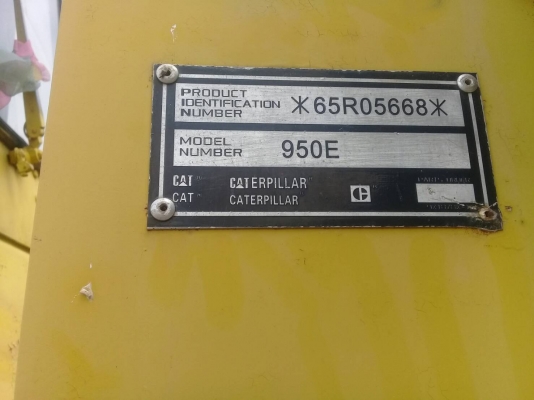 PRODUCT
IDENTIFICATION
NUMBER
*65R05668*
MODEL
NUMBER
950E
CAT CATERPILLAR
CAT CATERPILLAR
C